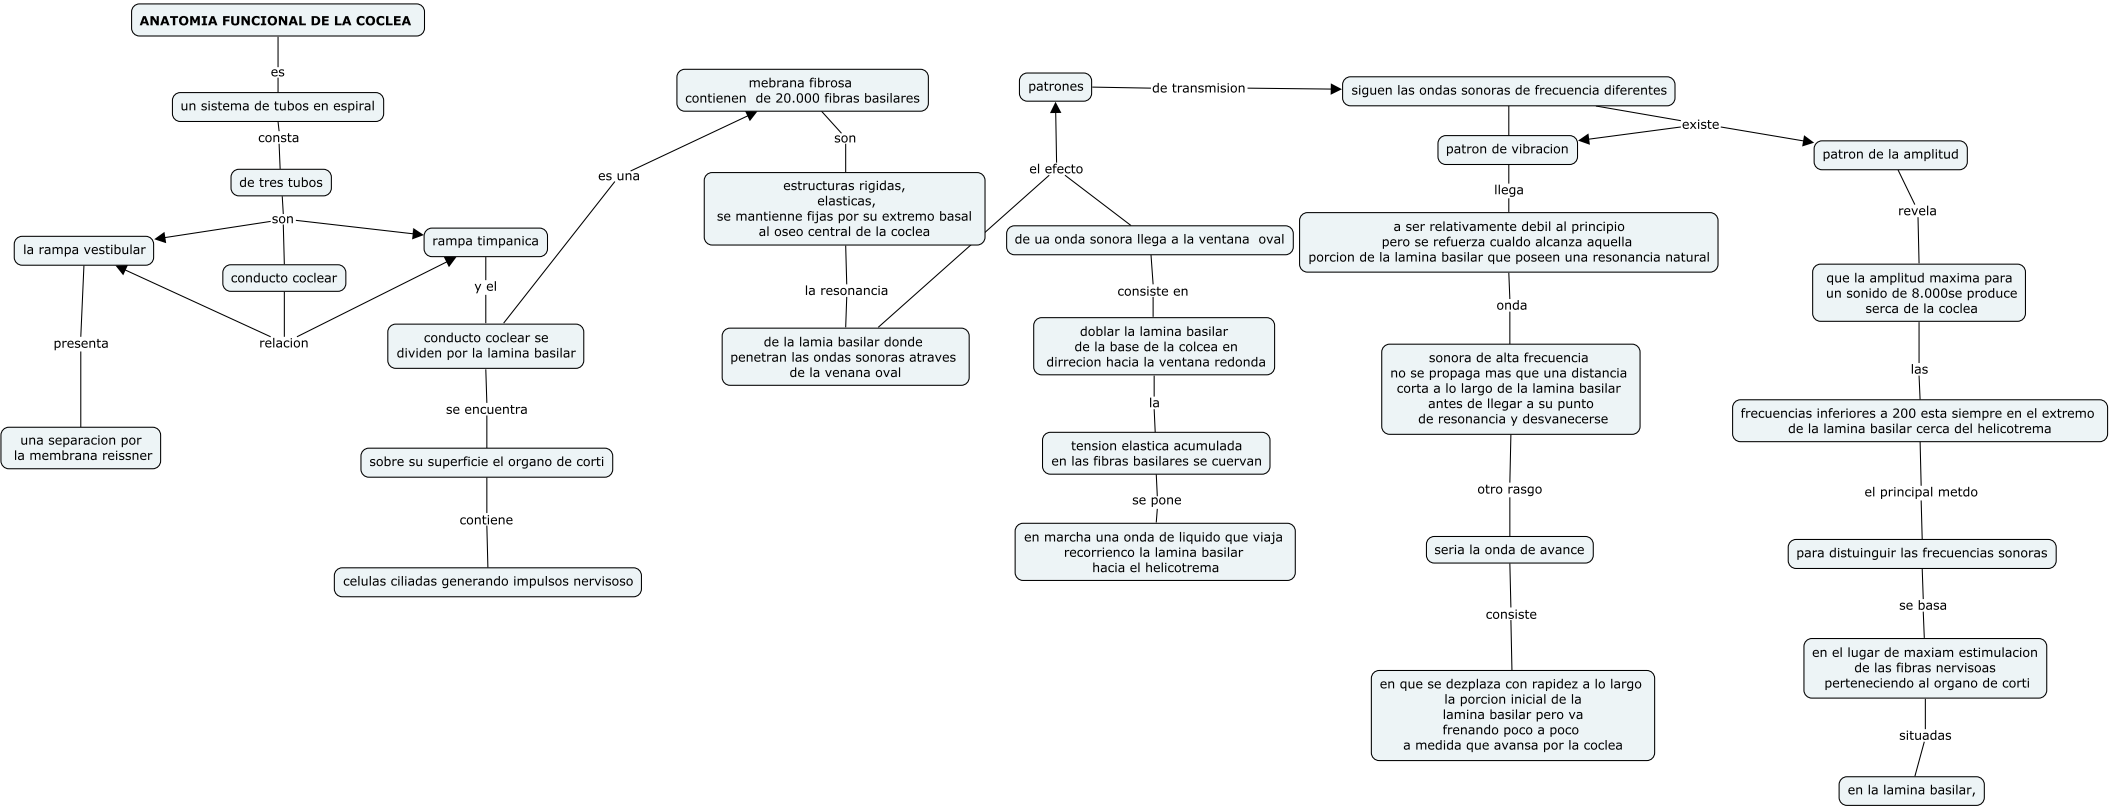 ANATOMIA FUNCIONAL DE LA COCLEA
es
un sistema de tubos en espiral
consta
de tres tubos
son
la rampa vestibular
conducto coclear
rampa timpanica
relacion
presenta
una separacion por
la membrana reissner
y el
conducto coclear se
dividen por la lamina basilar
se encuentra
sobre su superficie el organo de corti
contiene
celulas ciliadas generando impulsos nervisoso
es una
mebrana fibrosa
contienen de 20.000 fibras basilares
son
estructuras rigidas,
elasticas,
se mantienne fijas por su extremo basal
al oseo central de la coclea
la resonancia
de la lamia basilar donde
penetran las ondas sonoras atraves
de la venana oval
el efecto
patrones
de ua onda sonora llega a la ventana oval
consiste en
doblar la lamina basilar
de la base de la colcea en
dirrecion hacia la ventana redonda
la
tension elastica acumulada
en las fibras basilares se cuervan
se pone
en marcha una onda de liquido que viaja
recorrienco la lamina basilar
hacia el helicotrema
de transmision
siguen las ondas sonoras de frecuencia diferentes
existe
patron de vibracion
llega
a ser relativamente debil al principio
pero se refuerza cualdo alcanza aquella
porcion de la lamina basilar que poseen una resonancia natural
onda
sonora de alta frecuencia
no se propaga mas que una distancia
corta a lo largo de la lamina basilar
antes de llegar a su punto
de resonancia y desvanecerse
otro rasgo
seria la onda de avance
consiste
en que se dezplaza con rapidez a lo largo
la porcion inicial de la
lamina basilar pero va
frenando poco a poco
a medida que avansa por la coclea
patron de la amplitud
revela
que la amplitud maxima para
un sonido de 8.000se produce
serca de la coclea
las
frecuencias inferiores a 200 esta siempre en el extremo
de la lamina basilar cerca del helicotrema
el principal metdo
para distuinguir las frecuencias sonoras
se basa
en el lugar de maxiam estimulacion
de las fibras nervisoas
perteneciendo al organo de corti
situadas
en la lamina basilar,